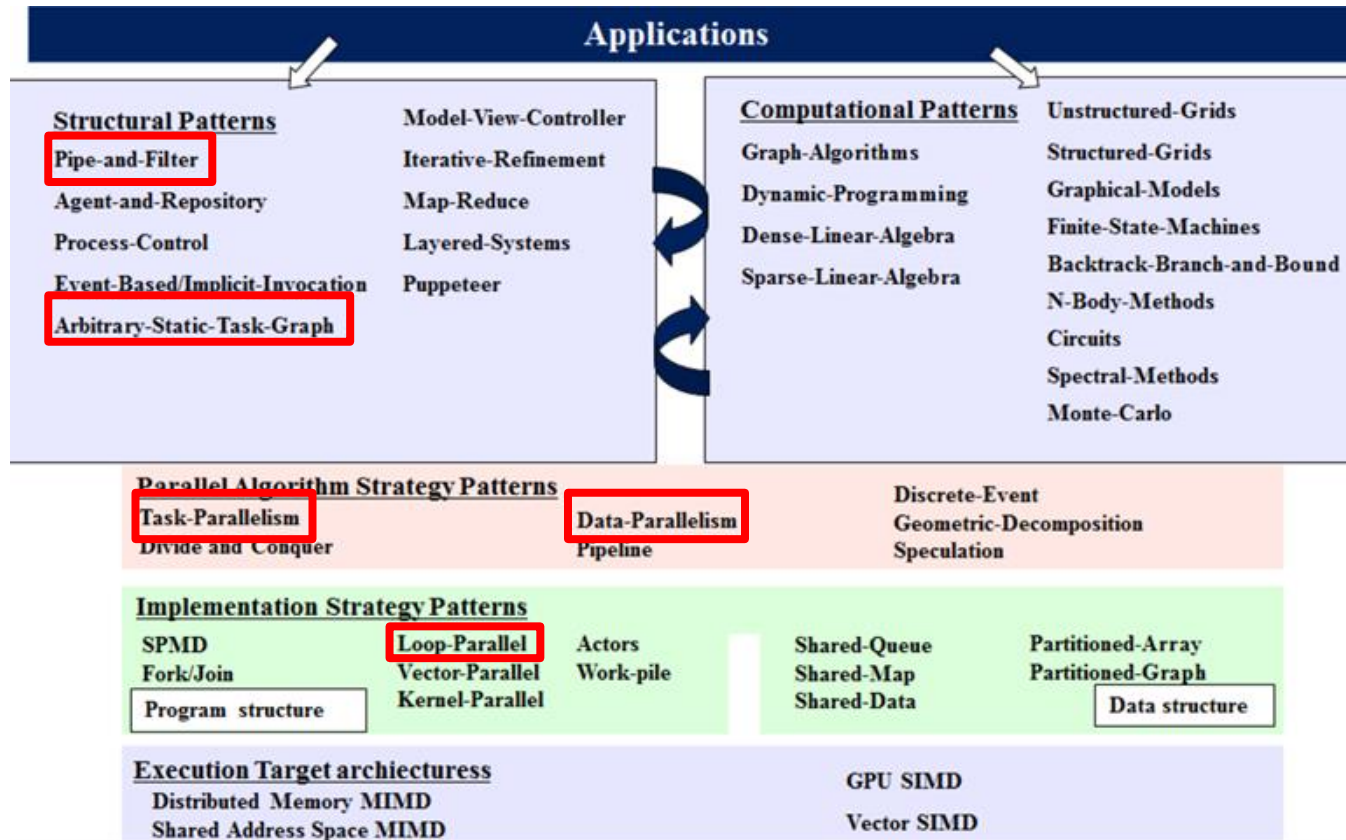 Applications
Structural Patterns
Pipe-and-Filter
Agent-and-Repository
Process-Control
Event-Based/Implicit-Invocation
Arbitrary-Static-Task-Graph
Model-View-Controller
Iterative-Refinement
Map-Reduce
Layered-Systems
Puppeteer
Computational Patterns
Graph-Algorithms
Dynamic-Programming
Dense-Linear-Algebra
Sparse-Linear-Algebra
Unstructured-Grids
Structured-Grids
Graphical-Models
Finite-State-Machines
Backtrack-Branch-and-Bound
N-Body-Methods
Circuits
Spectral-Methods
Monte-Carlo
Parallel Algorithm Strategy Patterns
Task-Parallelism
Divide and Conquer
Data-Parallelism
Pipeline
Discrete-Event
Geometric-Decomposition
Speculation
Implementation Strategy Patterns
SPMD
Fork/Join
Program structure
Loop-Parallel
Vector-Parallel
Kernel-Parallel
Actors
Work-pile
Shared-Queue
Shared-Map
Shared-Data
Partitioned-Array
Partitioned-Graph
Data structure
Execution Target archiecturess
Distributed Memory MIMD
Shared Address Space MIMD
GPU SIMD
Vector SIMD